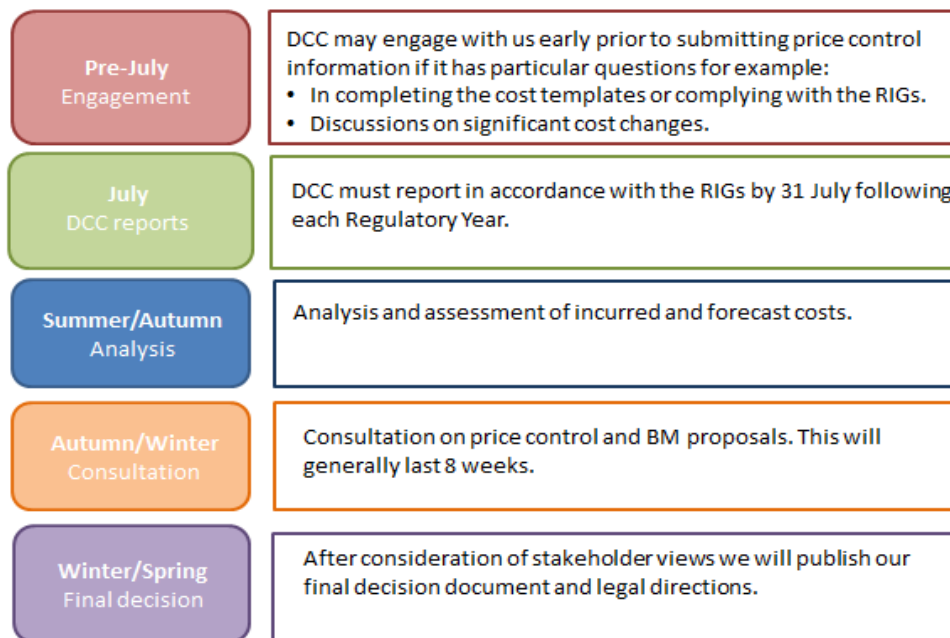 Pre-July
Engagement
DCC may engage with us early prior to submitting price control
information if it has particular questions for example:
• In completing the cost templates or complying with the RIGs.
• Discussions on significant cost changes.
July
DCC reports
DCC must report in accordance with the RIGs by 31 July following
each Regulatory Year.
Summer/Autumn
Analysis
Analysis and assessment of incurred and forecast costs.
Autumn/Winter
Consultation
Consultation on price control and BM proposals. This will
generally last 8 weeks.
Winter/Spring
Final decision
After consideration of stakeholder views we will publish our
final decision document and legal directions.